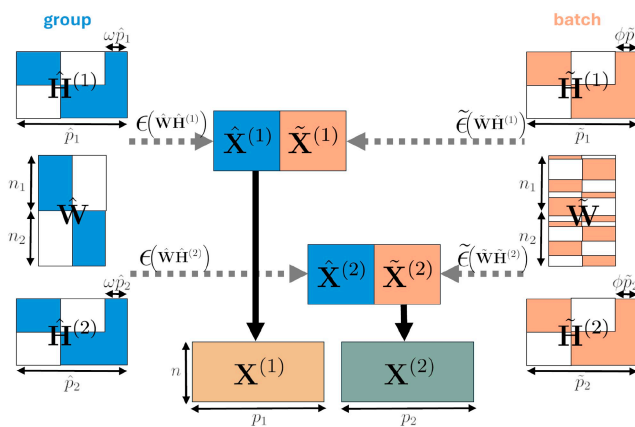 group
batch
ωp̂₁
ϕp̃
Ĥ⁽¹⁾
H̃⁽¹⁾
p̂₁
p̃₁
ϵ(ŴĤ⁽¹⁾)
X̂⁽¹⁾ X̃⁽¹⁾
ϵ̃(W̃H̃⁽¹⁾)
n₁
Ŵ
n₂
n₁
W̃
n₂
ϵ(ŴĤ⁽²⁾)
X̂⁽²⁾ X̃⁽²⁾
ϵ̃(W̃H̃⁽²⁾)
ωp̂₂
ϕp̃₂
Ĥ⁽²⁾
H̃⁽²⁾
p̂₂
p̃₂
n
X⁽¹⁾
X⁽²⁾
p₁
p₂